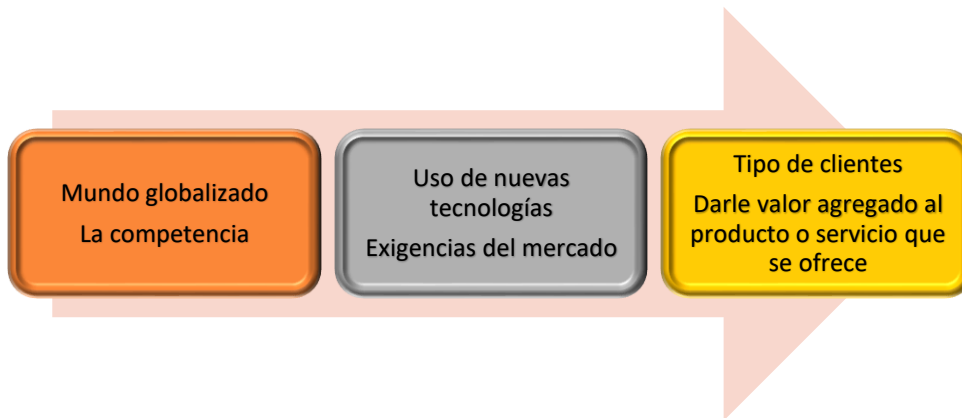 Mundo globalizado
La competencia
Uso de nuevas
tecnologías
Exigencias del mercado
Tipo de clientes
Darle valor agregado al
producto o servicio que
se ofrece